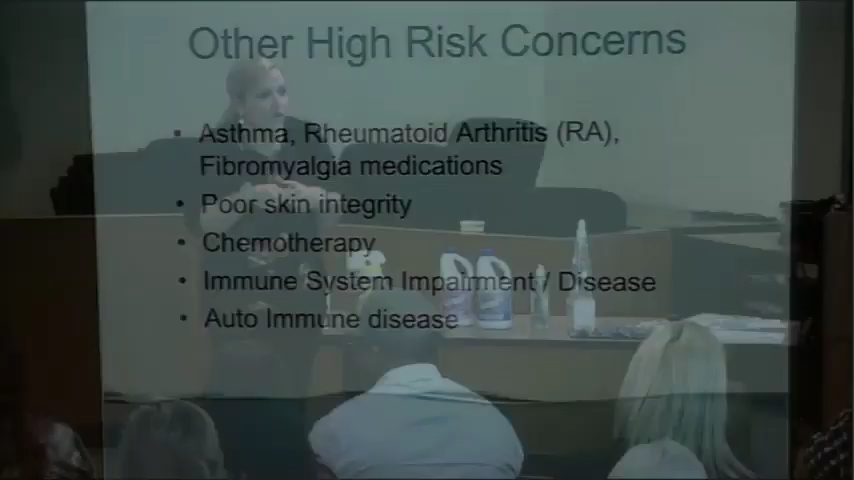 Other High Risk Concerns
• Asthma, Rheumatoid Arthritis (RA),
Fibromyalgia medications
• Poor skin integrity
• Chemotherapy
• Immune System Impairment / Disease
• Auto Immune disease